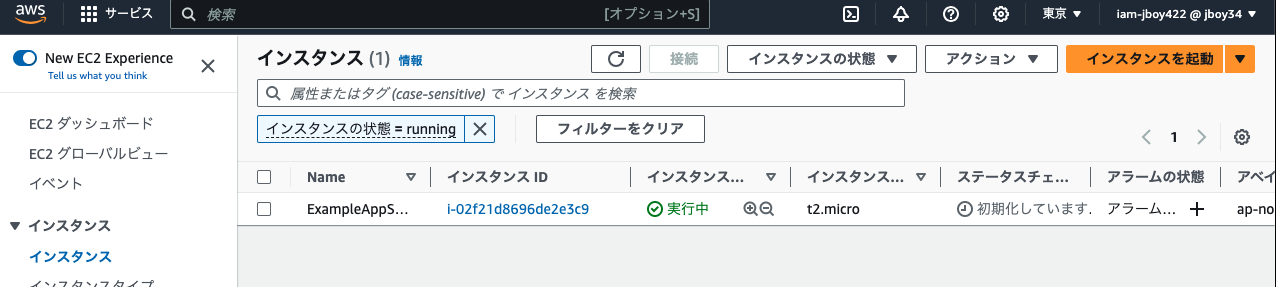 aws サービス 検索 [オプション+S] 東京 iam-jboy422 @ jboy34
New EC2 Experience
Tell us what you think
EC2 ダッシュボード
EC2 グローバルビュー
イベント
インスタンス
インスタンス
インスタンスタイプ
インスタンス (1) 情報 接続 インスタンスの状態 アクション インスタンスを起動
属性またはタグ (case-sensitive) で インスタンス を検索
インスタンスの状態 = running フィルターをクリア
1
Name インスタンス ID インスタンス... インスタンス... ステータスチェ... アラームの状態 アベイ
ExampleAppS... i-02f21d8696de2e3c9 実行中 t2.micro 初期化しています. アラーム... ap-no